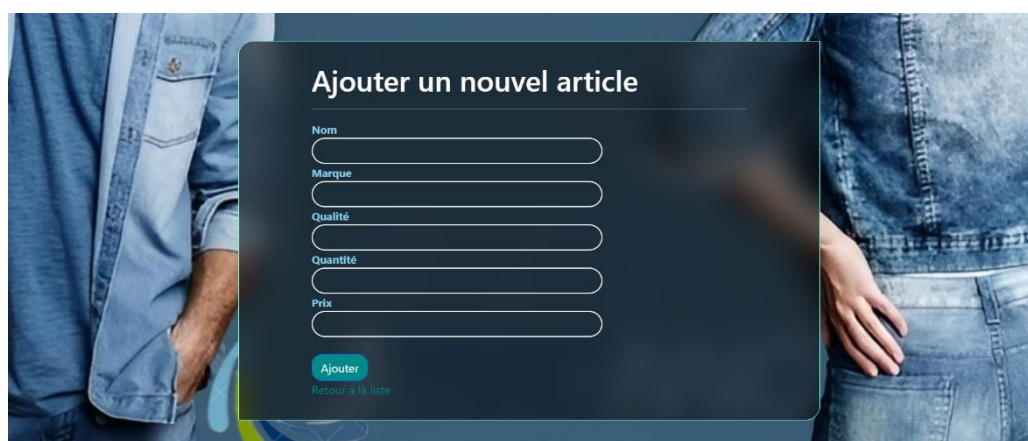 Ajouter un nouvel article
Nom
Marque
Qualité
Quantité
Prix
Ajouter
Retour à la liste